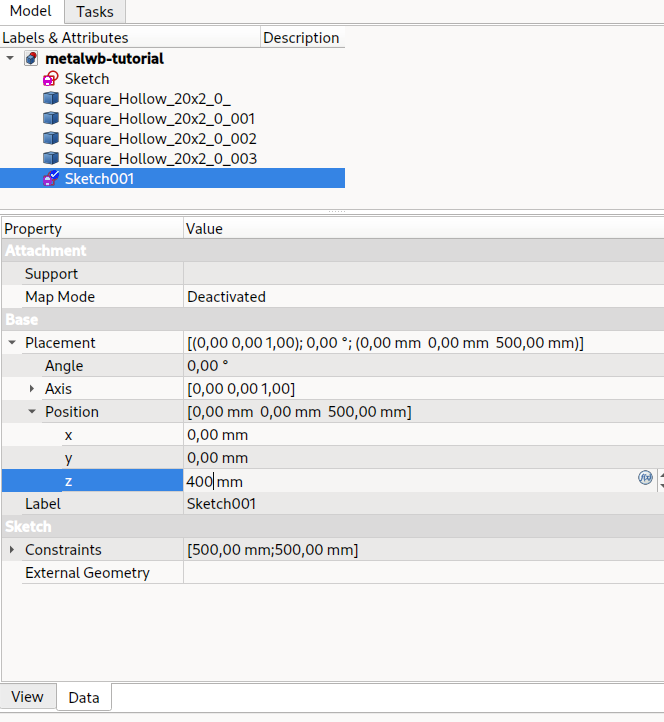 Model Tasks
Labels & Attributes Description
metalwb-tutorial
Sketch
Square_Hollow_20x2_0_
Square_Hollow_20x2_0_001
Square_Hollow_20x2_0_002
Square_Hollow_20x2_0_003
Sketch001
Property Value
Attachment
Support
Map Mode Deactivated
Base
Placement [(0,00 0,00 1,00); 0,00 °; (0,00 mm 0,00 mm 500,00 mm)]
Angle 0,00 °
Axis [0,00 0,00 1,00]
Position [0,00 mm 0,00 mm 500,00 mm]
x 0,00 mm
y 0,00 mm
z 400 mm f(x)
Label Sketch001
Sketch
Constraints [500,00 mm;500,00 mm]
External Geometry
View Data